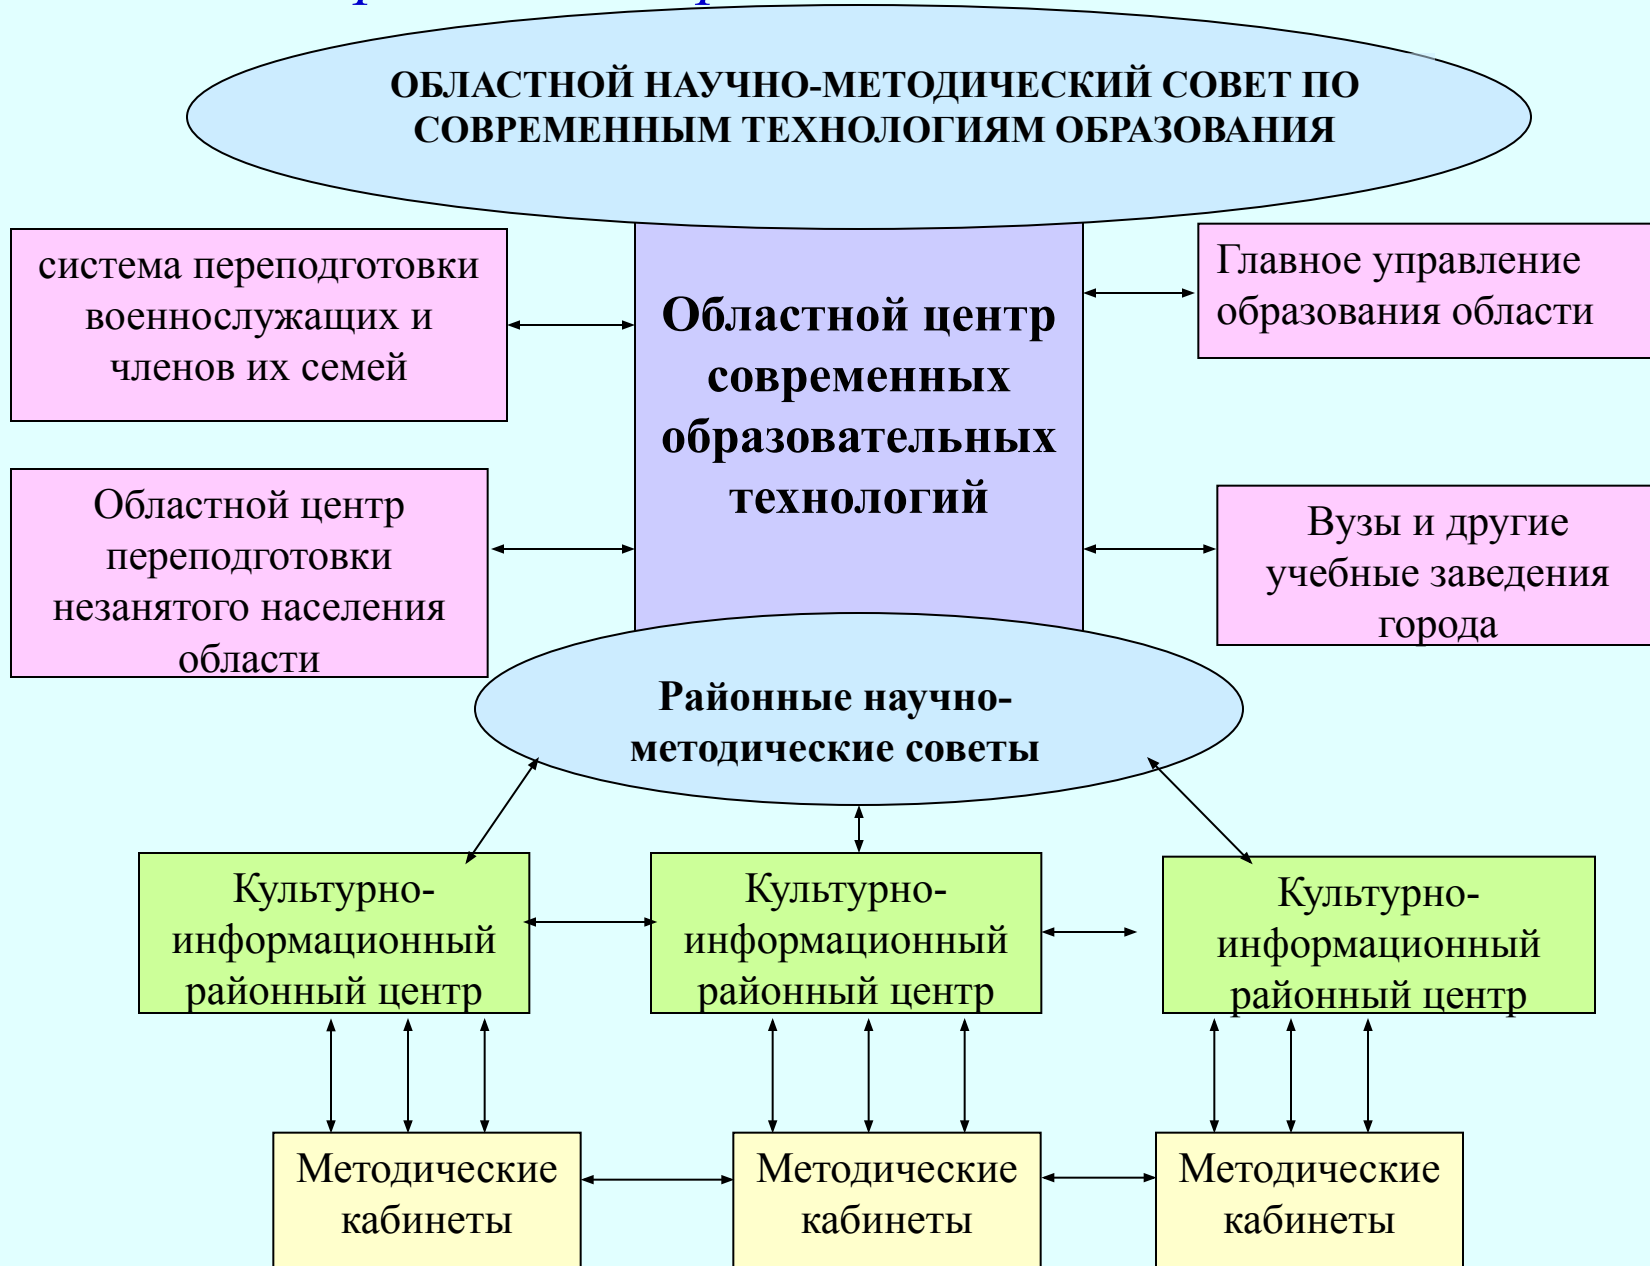 ОБЛАСТНОЙ НАУЧНО-МЕТОДИЧЕСКИЙ СОВЕТ ПО
СОВРЕМЕННЫМ ТЕХНОЛОГИЯМ ОБРАЗОВАНИЯ
система переподготовки
военнослужащих и
членов их семей
Областной центр
современных
образовательных
технологий
Главное управление
образования области
Областной центр
переподготовки
незанятого населения
области
Вузы и другие
учебные заведения
города
Районные научно-
методические советы
Культурно-
информационный
районный центр
Культурно-
информационный
районный центр
Культурно-
информационный
районный центр
Методические
кабинеты
Методические
кабинеты
Методические
кабинеты